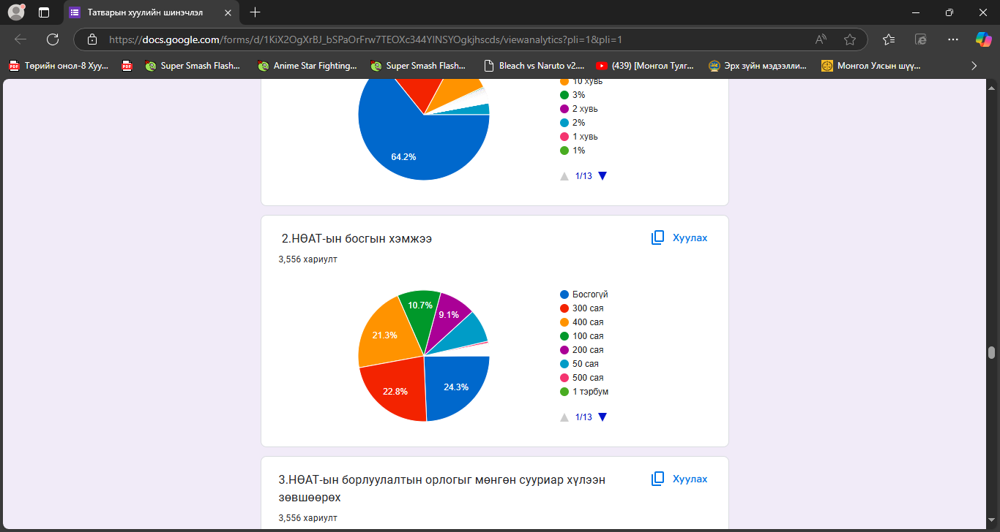 Татварын хуулийн шинэчлэл
https://docs.google.com/forms/d/1KiX2OgXrBJ_bSPaOrFrw7TEOXc344YlNSYOgkjhscds/viewanalytics?pli=1&pli=1
Төрийн онол-8 Хуу...
Super Smash Flash...
Anime Star Fighting...
Super Smash Flash...
Bleach vs Naruto v2....
(439) [Монгол Тулг...
Эрх зүйн мэдээлли...
Монгол Улсын шүү...
10 хувь
3%
2 хувь
2%
1 хувь
1%
64.2%
1/13
2.НӨАТ-ын босгын хэмжээ
Хуулах
3,556 хариулт
Босгогүй
300 сая
400 сая
100 сая
200 сая
50 сая
500 сая
1 тэрбум
10.7%
9.1%
21.3%
22.8%
24.3%
1/13
3.НӨАТ-ын борлуулалтын орлогыг мөнгөн сууриар хүлээн
зөвшөөрөх
Хуулах
3,556 хариулт